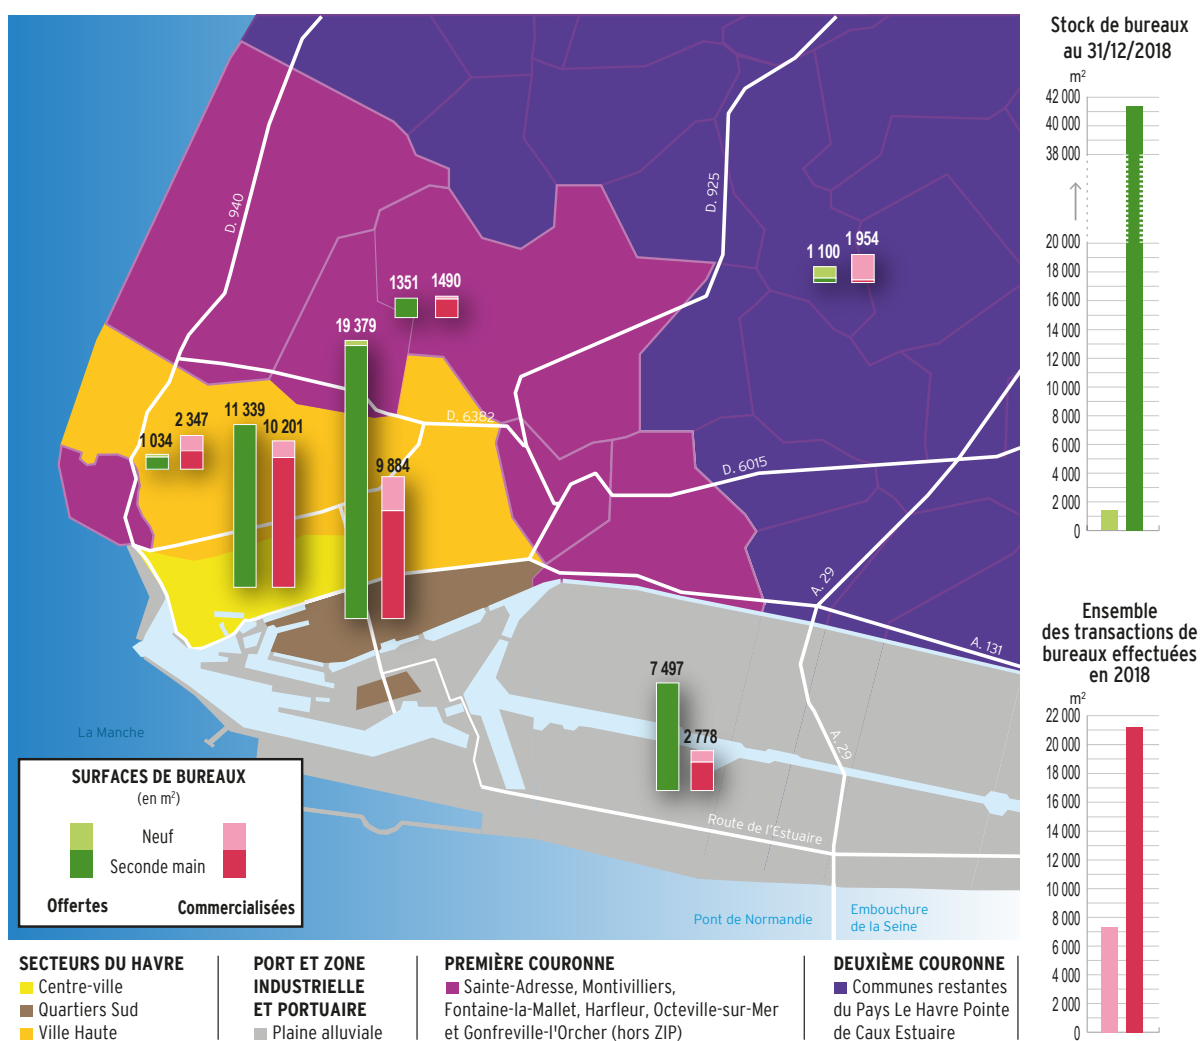 D. 940
D. 925
1 100
1 954
1351
1490
19 379
11 339
10 201
1 034
2 347
9 884
D. 6382
D. 6015
A. 29
A. 131
7 497
2 778
A. 29
Route de l'Estuaire
La Manche
Pont de Normandie
Embouchure
de la Seine
SURFACES DE BUREAUX
(en m²)
Neuf
Seconde main
Offertes
Commercialisées
Stock de bureaux
au 31/12/2018
m²
42 000
40 000
38 000
20 000
18 000
16 000
14 000
12 000
10 000
8 000
6 000
4 000
2 000
0
Ensemble
des transactions de
bureaux effectuées
en 2018
m²
22 000
20 000
18 000
16 000
14 000
12 000
10 000
8 000
6 000
4 000
2 000
0
SECTEURS DU HAVRE
Centre-ville
Quartiers Sud
Ville Haute
PORT ET ZONE
INDUSTRIELLE
ET PORTUAIRE
Plaine alluviale
PREMIÈRE COURONNE
Sainte-Adresse, Montivilliers,
Fontaine-la-Mallet, Harfleur, Octeville-sur-Mer
et Gonfreville-l'Orcher (hors ZIP)
DEUXIÈME COURONNE
Communes restantes
du Pays Le Havre Pointe
de Caux Estuaire